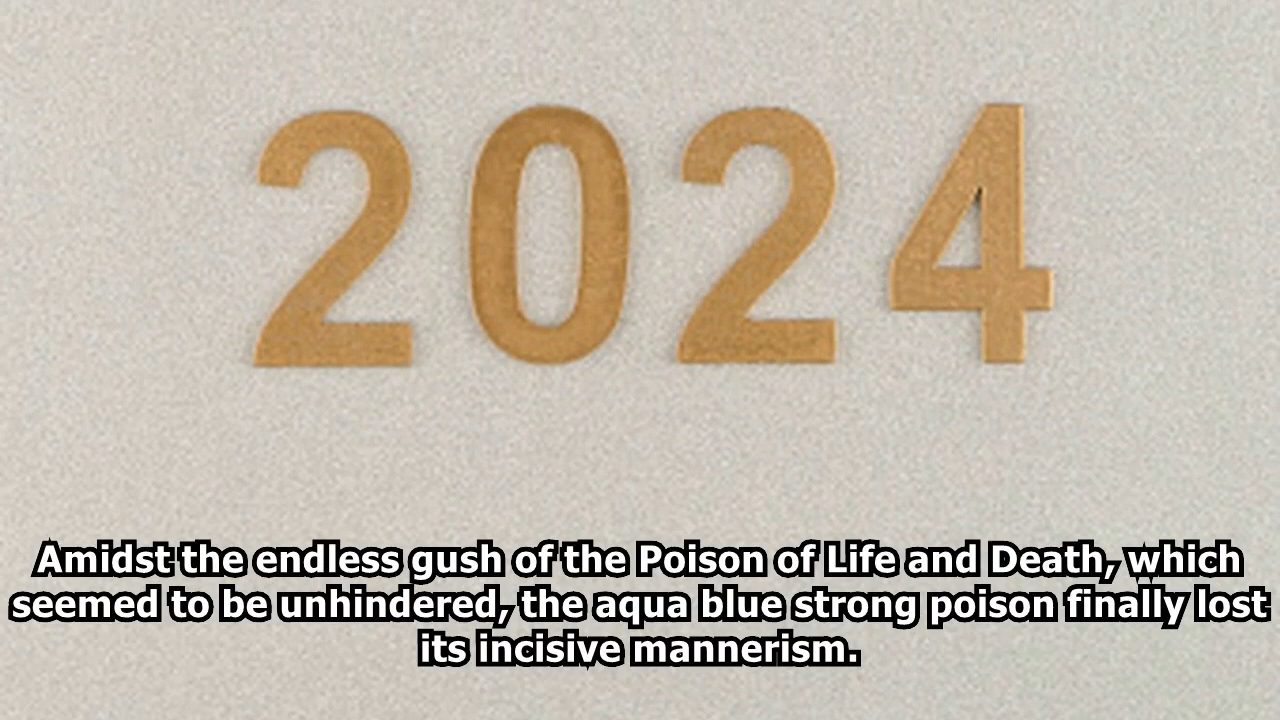 2024
Amidst the endless gush of the Poison of Life and Death, which
seemed to be unhindered, the aqua blue strong poison finally lost
its incisive mannerism.